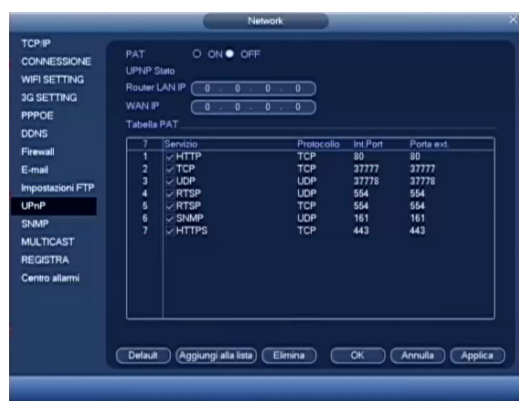 Network
TCP/IP
CONNESSIONE
WIFI SETTING
3G SETTING
PPPOE
DDNS
Firewall
E-mail
Impostazioni FTP
UPnP
SNMP
MULTICAST
REGISTRA
Centro allarmi
PAT ON OFF
UPNP Stato
Router LAN IP 0 . 0 . 0 . 0
WAN IP 0 . 0 . 0 . 0
Tabella PAT
7 Servizio Protocollo Int.Port Porta ext.
1 HTTP TCP 80 80
2 TCP TCP 37777 37777
3 UDP UDP 37778 37778
4 RTSP UDP 554 554
5 RTSP TCP 554 554
6 SNMP UDP 161 161
7 HTTPS TCP 443 443
Default Aggiungi alla lista Elimina OK Annulla Applica